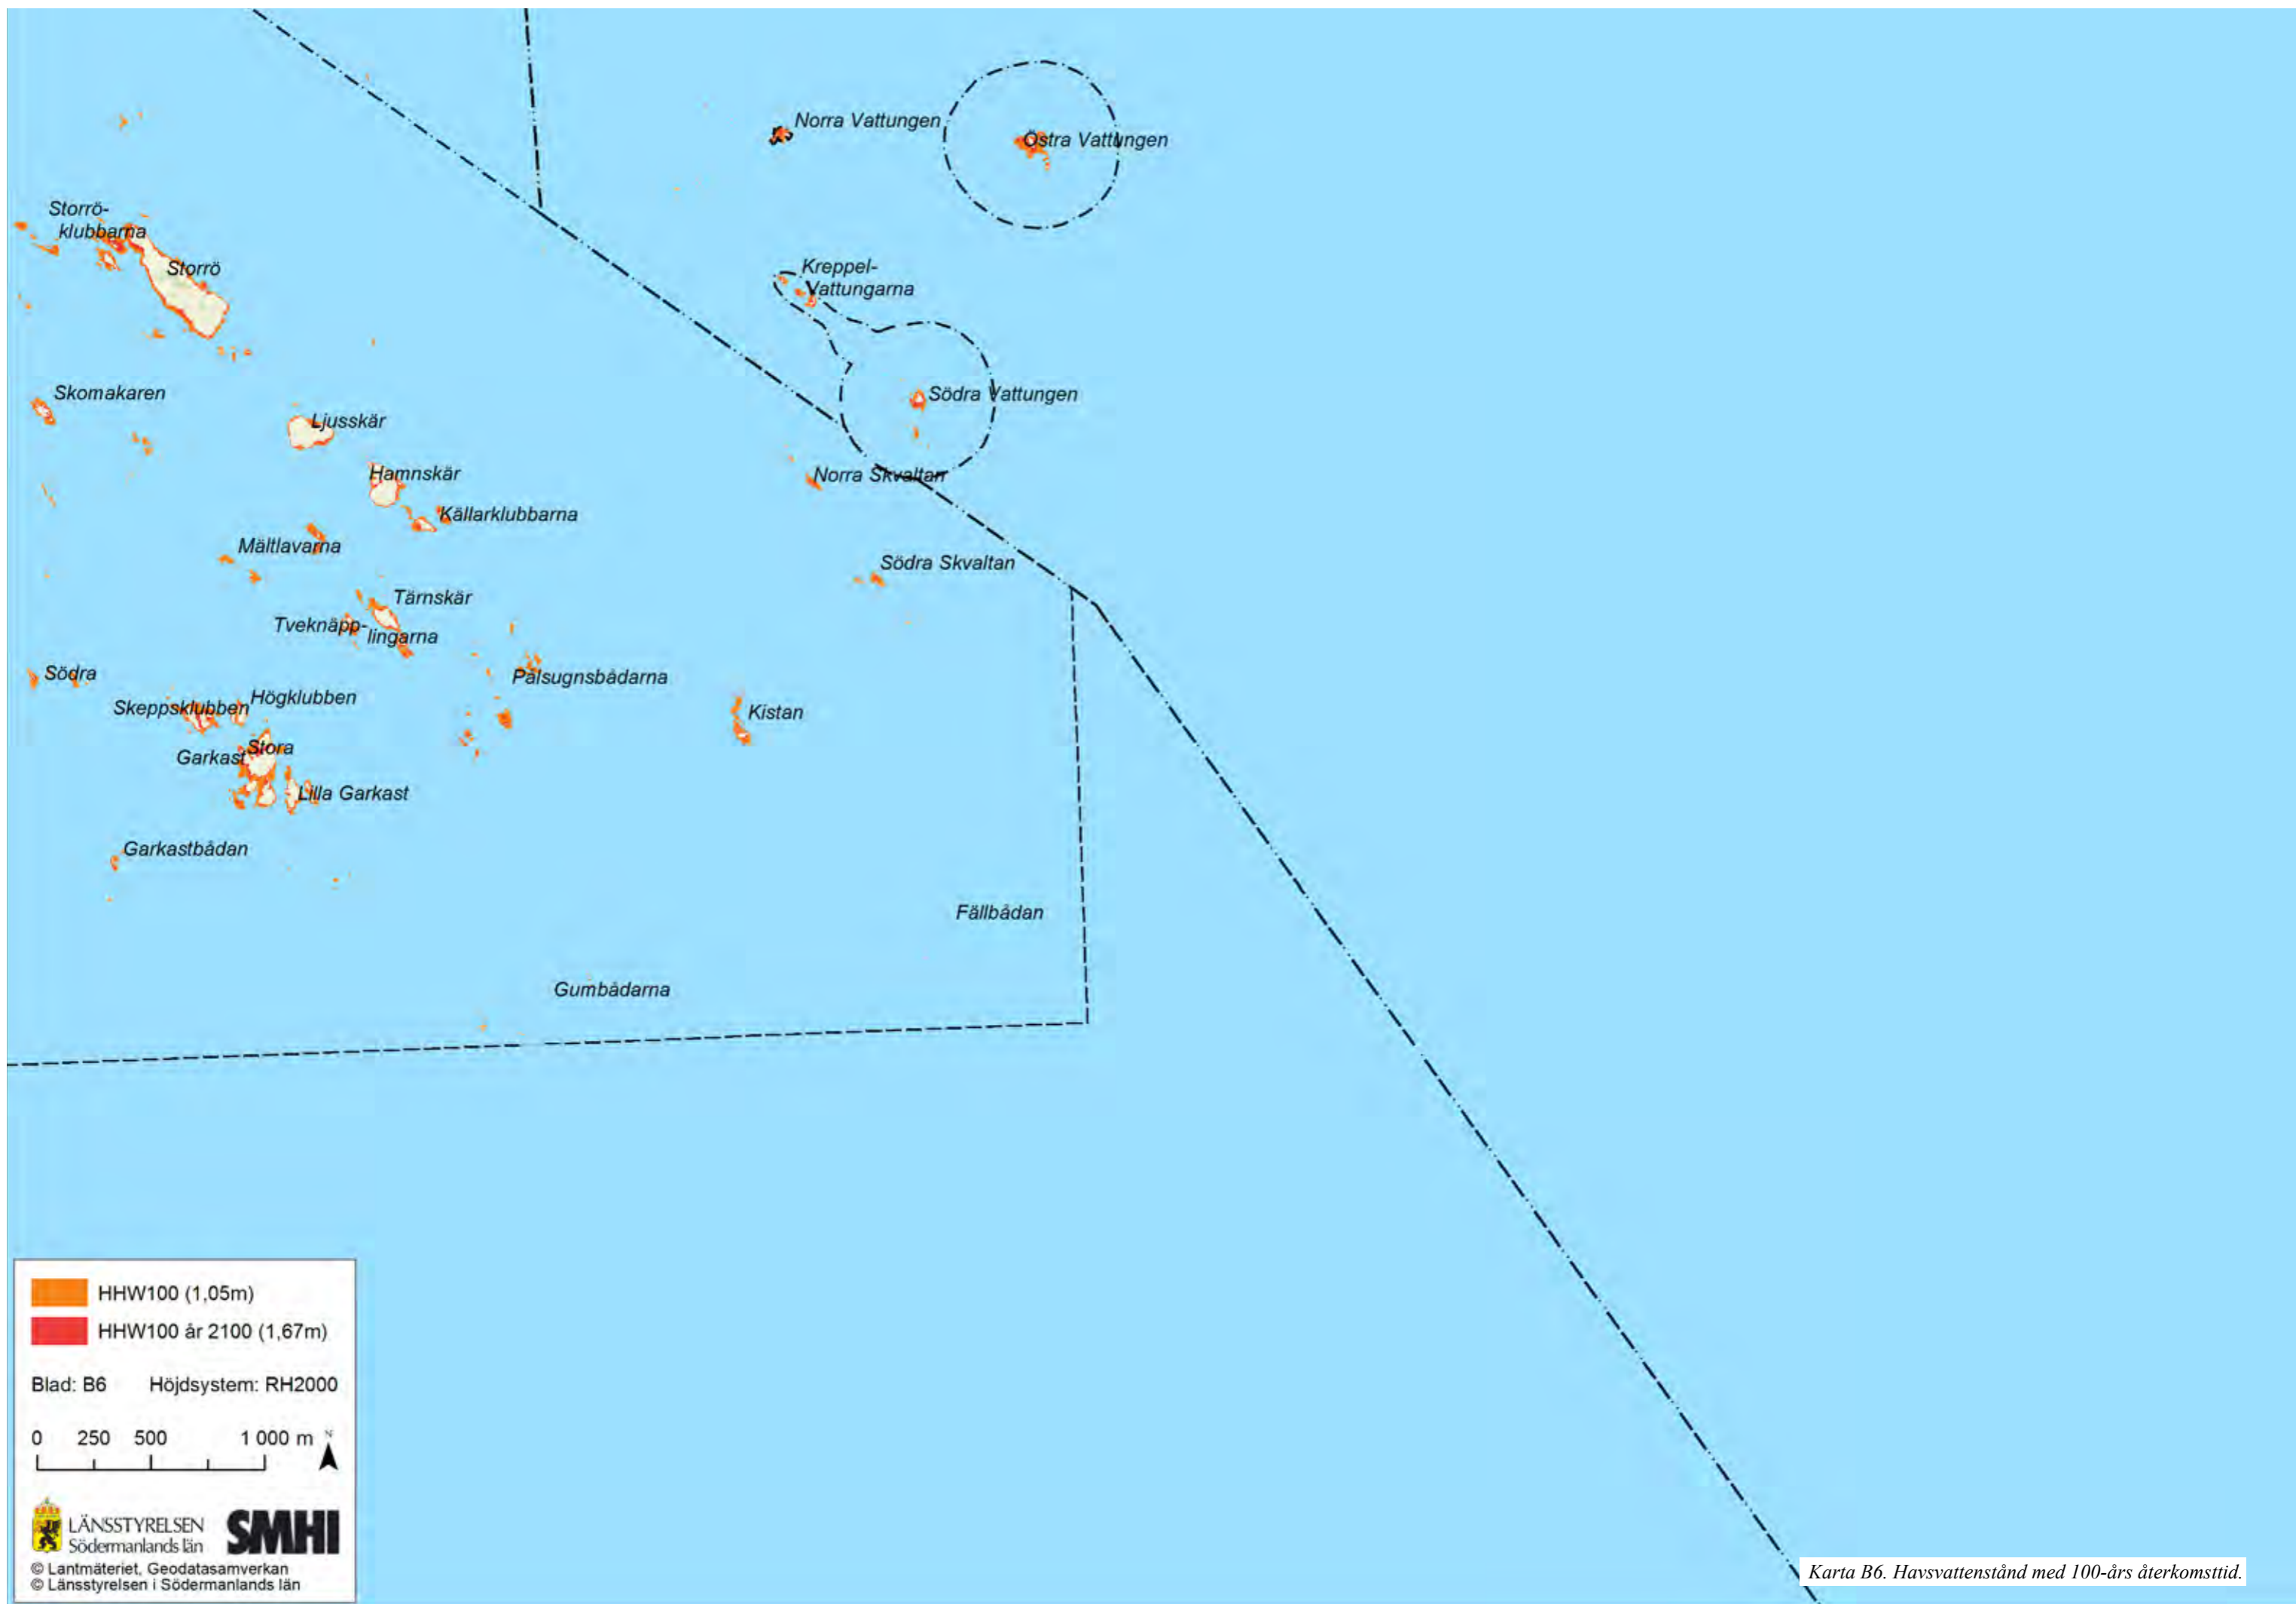 Norra Vattungen
Östra Vattungen
Storrö-
klubbarna
Storrö
Kreppel-
Vattungarna
Skomakaren
Ljusskär
Södra Vattungen
Hamnskär
Norra Skvaltan
Källarklubbarna
Mältlavarna
Södra Skvaltan
Tärnskär
Tveknäpp-
lingarna
Södra
Pålsugnsbådarna
Högklubben
Skeppsklubben
Kistan
Stora
Garkast
Lilla Garkast
Garkastbådan
Fällbådan
Gumbådarna
HHW100 (1,05m)
HHW100 år 2100 (1,67m)
Blad: B6 Höjdsystem: RH2000
0 250 500 1 000 m
N
LÄNSSTYRELSEN
Södermanlands län
SMHI
© Lantmäteriet, Geodatasamverkan
© Länsstyrelsen i Södermanlands län
Karta B6. Havsvattenstånd med 100-års återkomsttid.